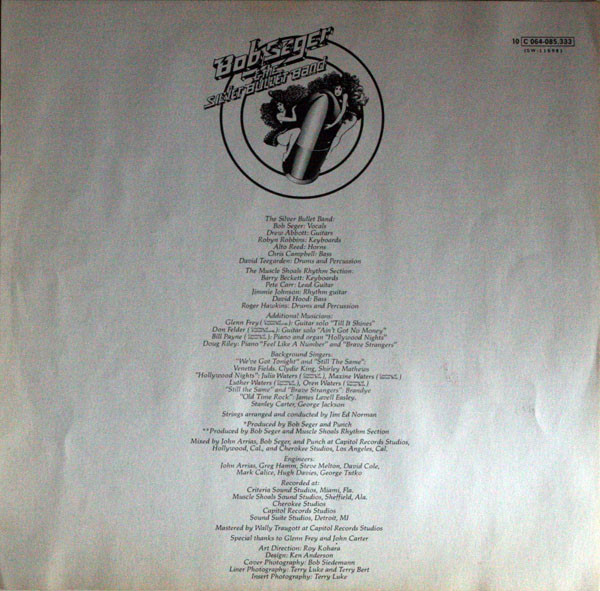 10 C 064-085.333
(SW-11698)
Bob Seger
& The
Silver Bullet Band
The Silver Bullet Band:
Bob Seger: Vocals
Drew Abbott: Guitars
Robyn Robbins: Keyboards
Alto Reed: Horns
Chris Campbell: Bass
David Teegarden: Drums and Percussion
The Muscle Shoals Rhythm Section:
Barry Beckett: Keyboards
Pete Carr: Lead Guitar
Jimmie Johnson: Rhythm guitar
David Hood: Bass
Roger Hawkins: Drums and Percussion
Additional Musicians:
Glenn Frey ( ): Guitar solo "Till It Shines"
Don Felder ( ): Guitar solo "Ain't Got No Money"
Bill Payne ( ): Piano and organ "Hollywood Nights"
Doug Riley: Piano "Feel Like A Number" and "Brave Strangers"
Background Singers:
"We've Got Tonight" and "Still The Same":
Venetta Fields, Clydie King, Shirley Mathews
"Hollywood Nights": Julia Waters ( ), Maxine Waters ( )
Luther Waters ( ), Oren Waters ( )
"Still the Same" and "Brave Strangers": Brandye
"Old Time Rock": James Lavell Easley,
Stanley Carter, George Jackson
Strings arranged and conducted by Jim Ed Norman
*Produced by Bob Seger and Punch
**Produced by Bob Seger and Muscle Shoals Rhythm Section
Mixed by John Arrias, Bob Seger, and Punch at Capitol Records Studios,
Hollywood, Cal., and Cherokee Studios, Los Angeles, Cal.
Engineers:
John Arrias, Greg Hamm, Steve Melton, David Cole,
Mark Calice, Hugh Davies, George Tutko
Recorded at:
Criteria Sound Studios, Miami, Fla.
Muscle Shoals Sound Studios, Sheffield, Ala.
Cherokee Studios
Capitol Records Studios
Sound Suite Studios, Detroit, MI
Mastered by Wally Traugott at Capitol Records Studios
Special thanks to Glenn Frey and John Carter
Art Direction: Roy Kohara
Design: Ken Anderson
Cover Photography: Bob Siedemann
Liner Photography: Terry Luke and Terry Bert
Insert Photography: Terry Luke